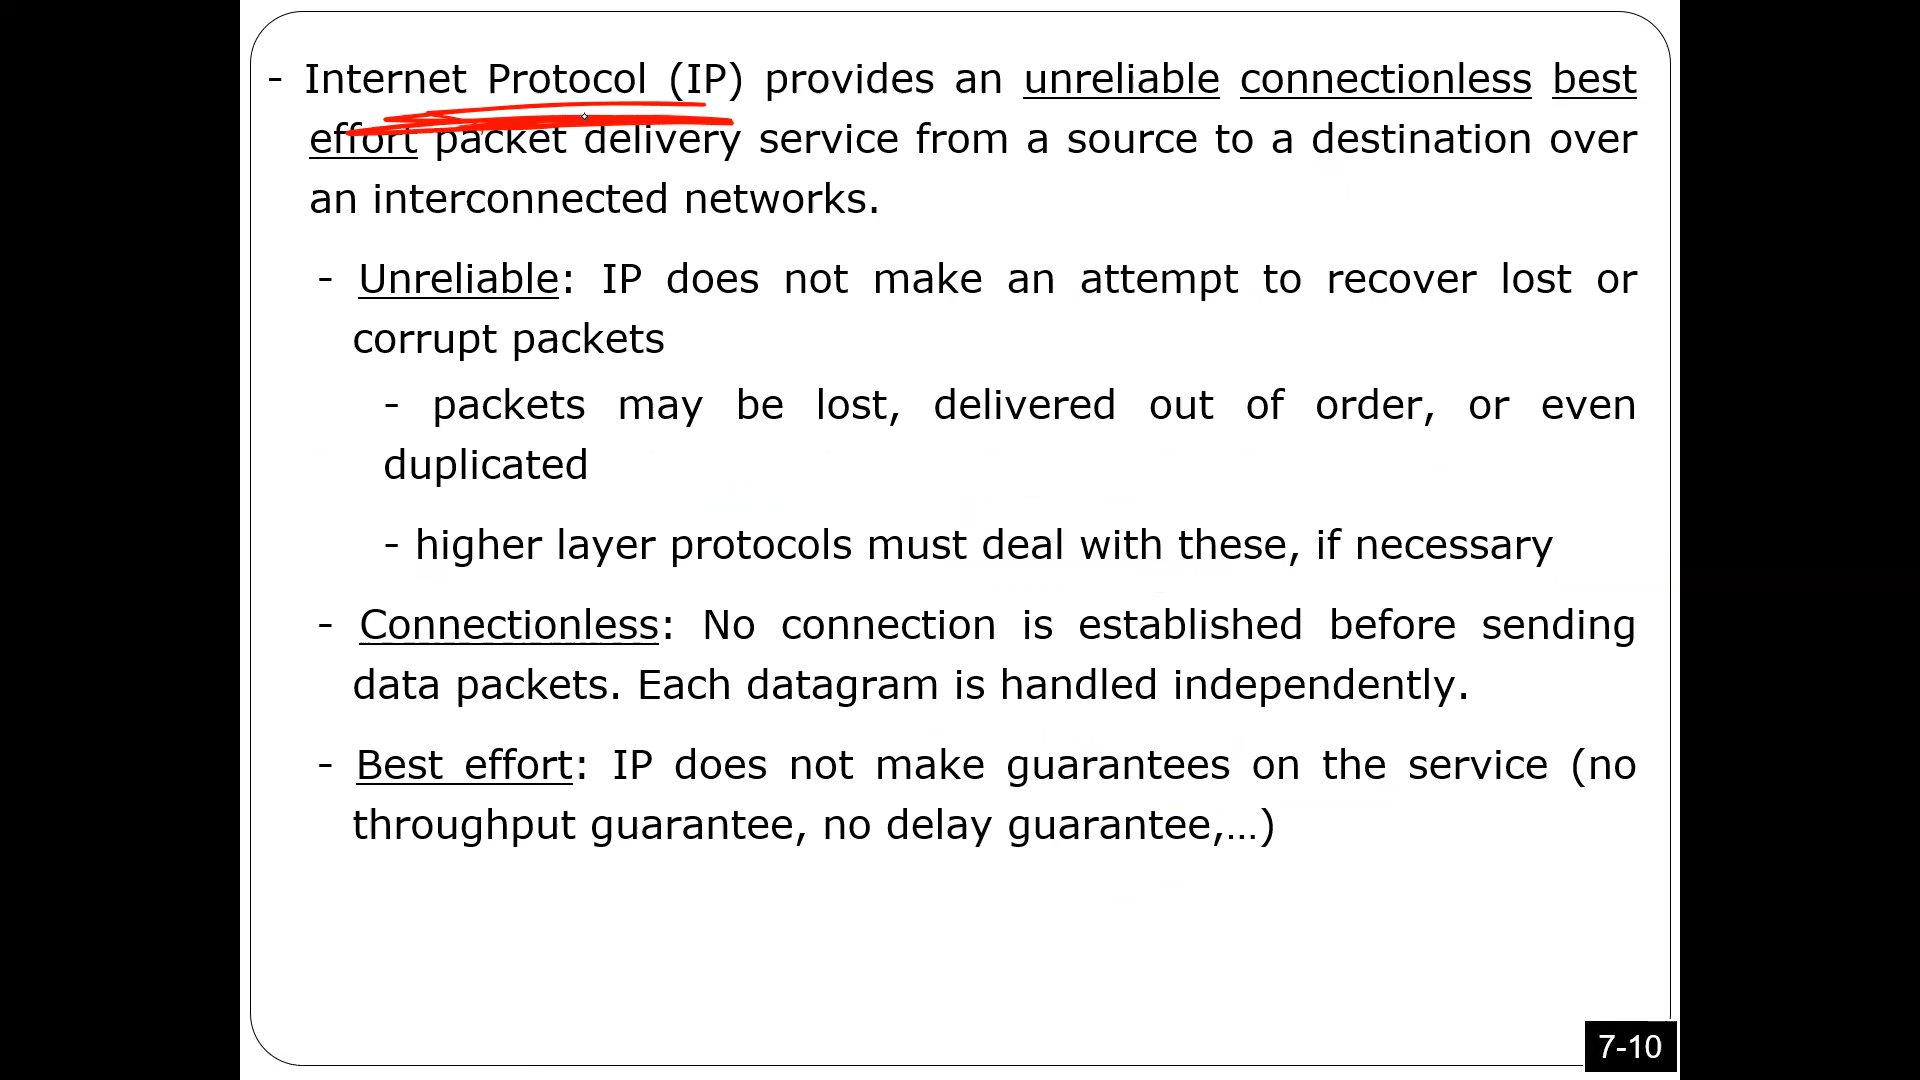 - Internet Protocol (IP) provides an unreliable connectionless best
effort packet delivery service from a source to a destination over
an interconnected networks.
- Unreliable: IP does not make an attempt to recover lost or
corrupt packets
- packets may be lost, delivered out of order, or even
duplicated
- higher layer protocols must deal with these, if necessary
- Connectionless: No connection is established before sending
data packets. Each datagram is handled independently.
- Best effort: IP does not make guarantees on the service (no
throughput guarantee, no delay guarantee,…)
7-10